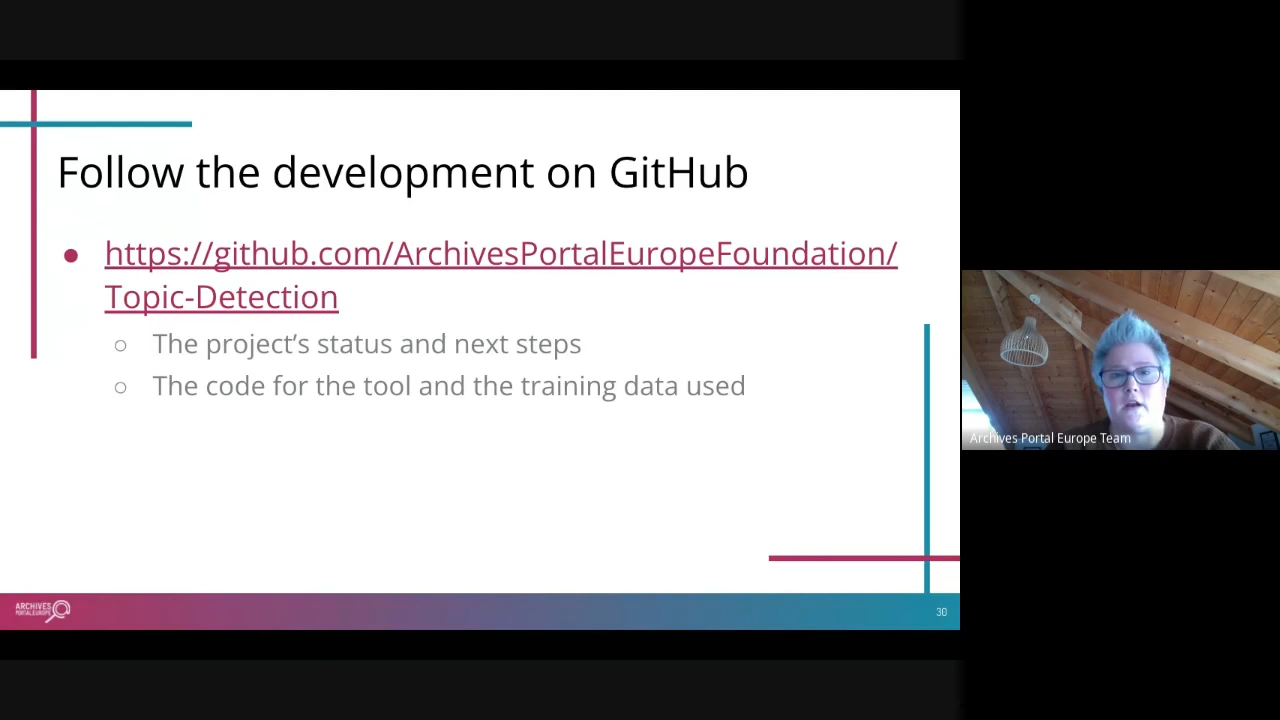 Follow the development on GitHub
● https://github.com/ArchivesPortalEuropeFoundation/
Topic-Detection
○ The project’s status and next steps
○ The code for the tool and the training data used
Archives Portal Europe Team
ARCHIVES
PORTAL EUROPE
30